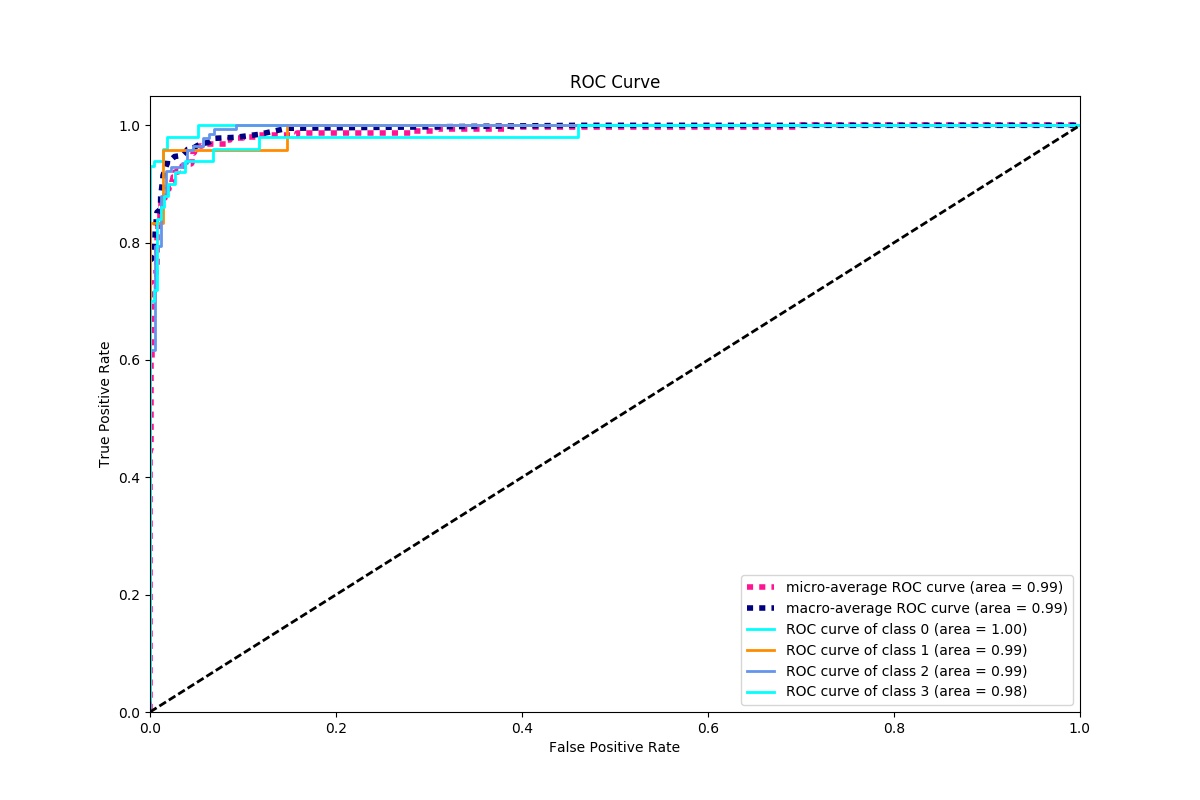 ROC Curve
1.0
0.8
0.6
0.4
0.2
0.0
True Positive Rate
micro-average ROC curve (area = 0.99)
macro-average ROC curve (area = 0.99)
ROC curve of class 0 (area = 1.00)
ROC curve of class 1 (area = 0.99)
ROC curve of class 2 (area = 0.99)
ROC curve of class 3 (area = 0.98)
0.0 0.2 0.4 0.6 0.8 1.0
False Positive Rate